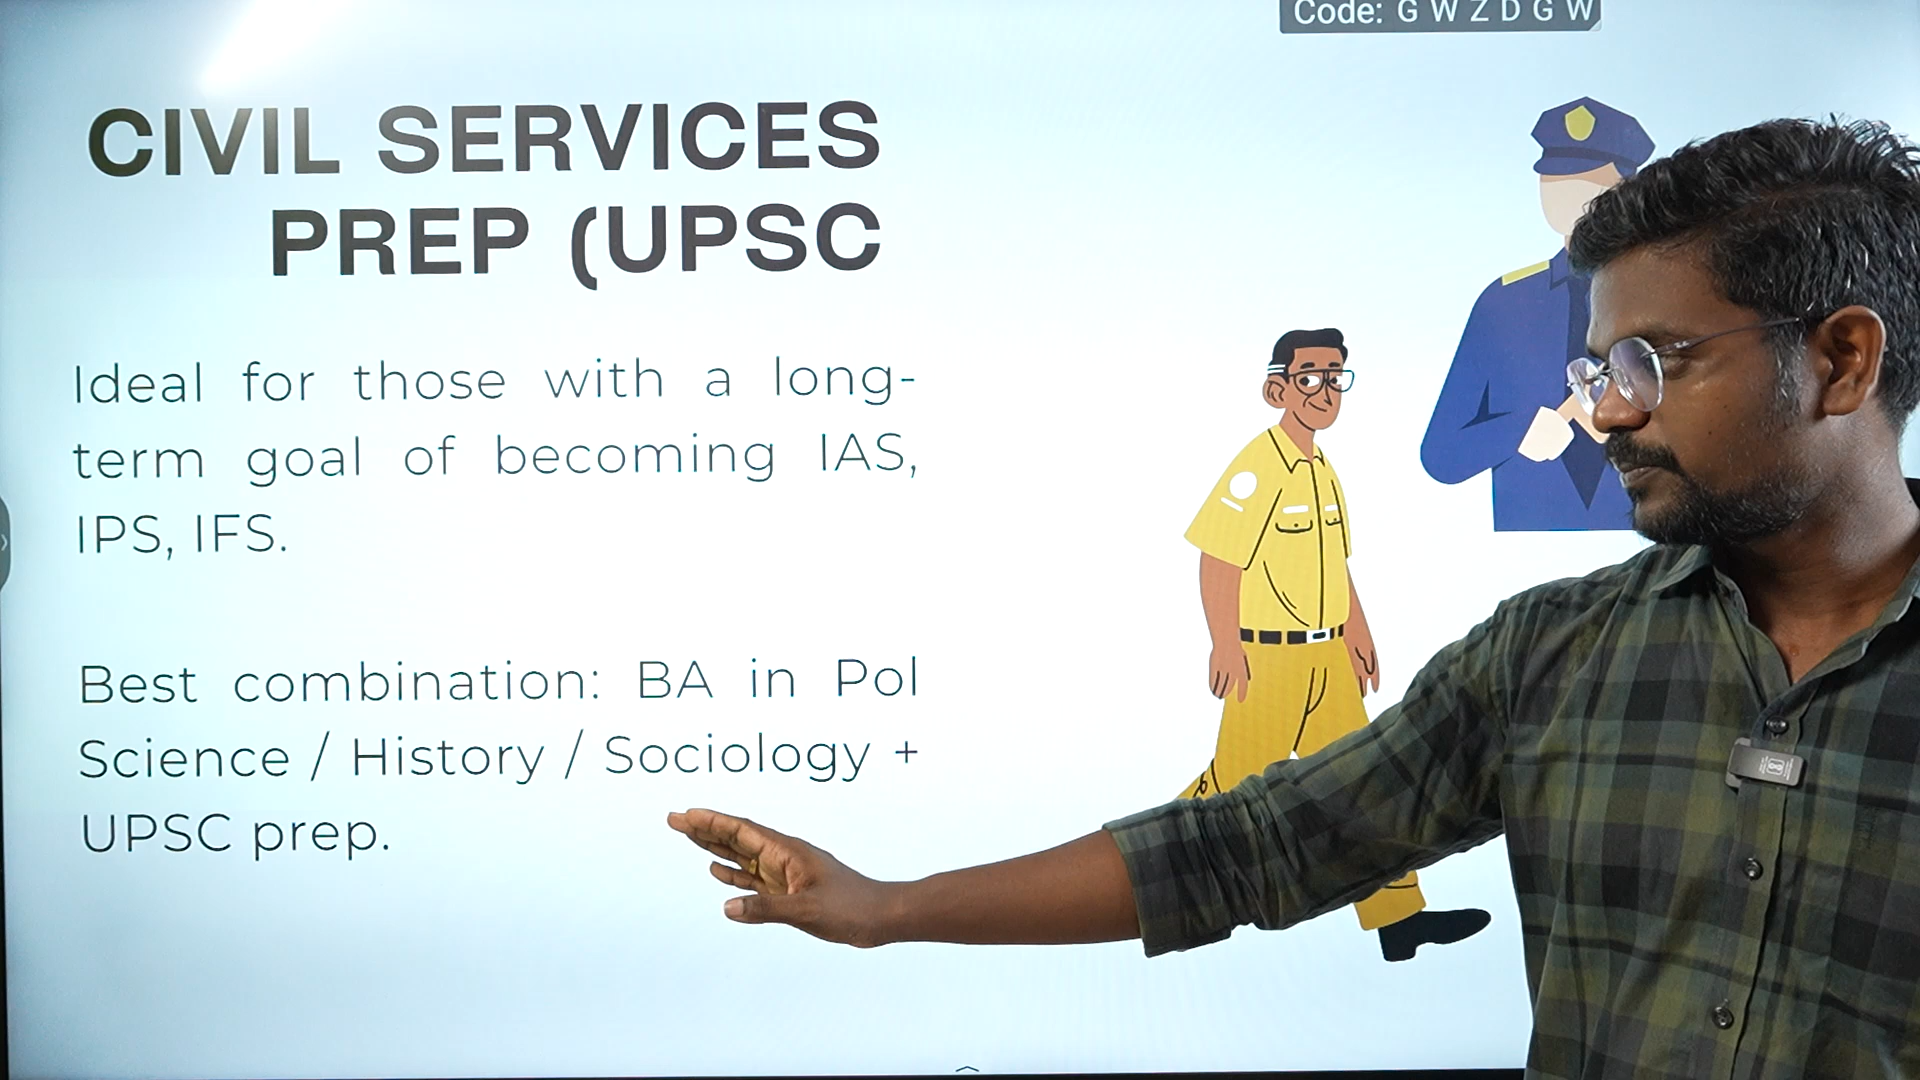 Code: G W Z D G W
CIVIL SERVICES
PREP (UPSC
Ideal for those with a long-
term goal of becoming IAS,
IPS, IFS.
Best combination: BA in Pol
Science / History / Sociology +
UPSC prep.